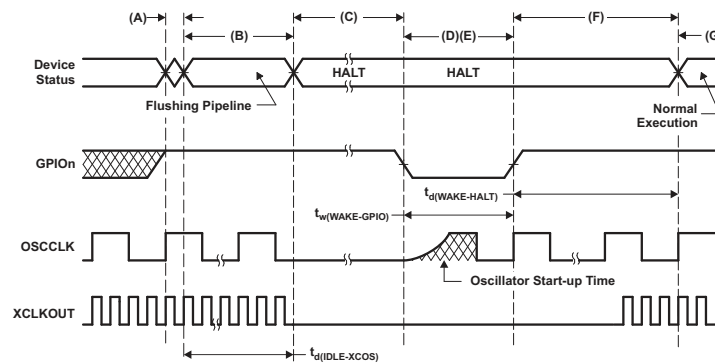 (A)
(B)
(C)
(D)(E)
(F)
(G
Device
Status
HALT
HALT
Flushing Pipeline
Normal
Execution
GPIOn
td(WAKE-HALT)
tw(WAKE-GPIO)
OSCCLK
Oscillator Start-up Time
XCLKOUT
td(IDLE-XCOS)